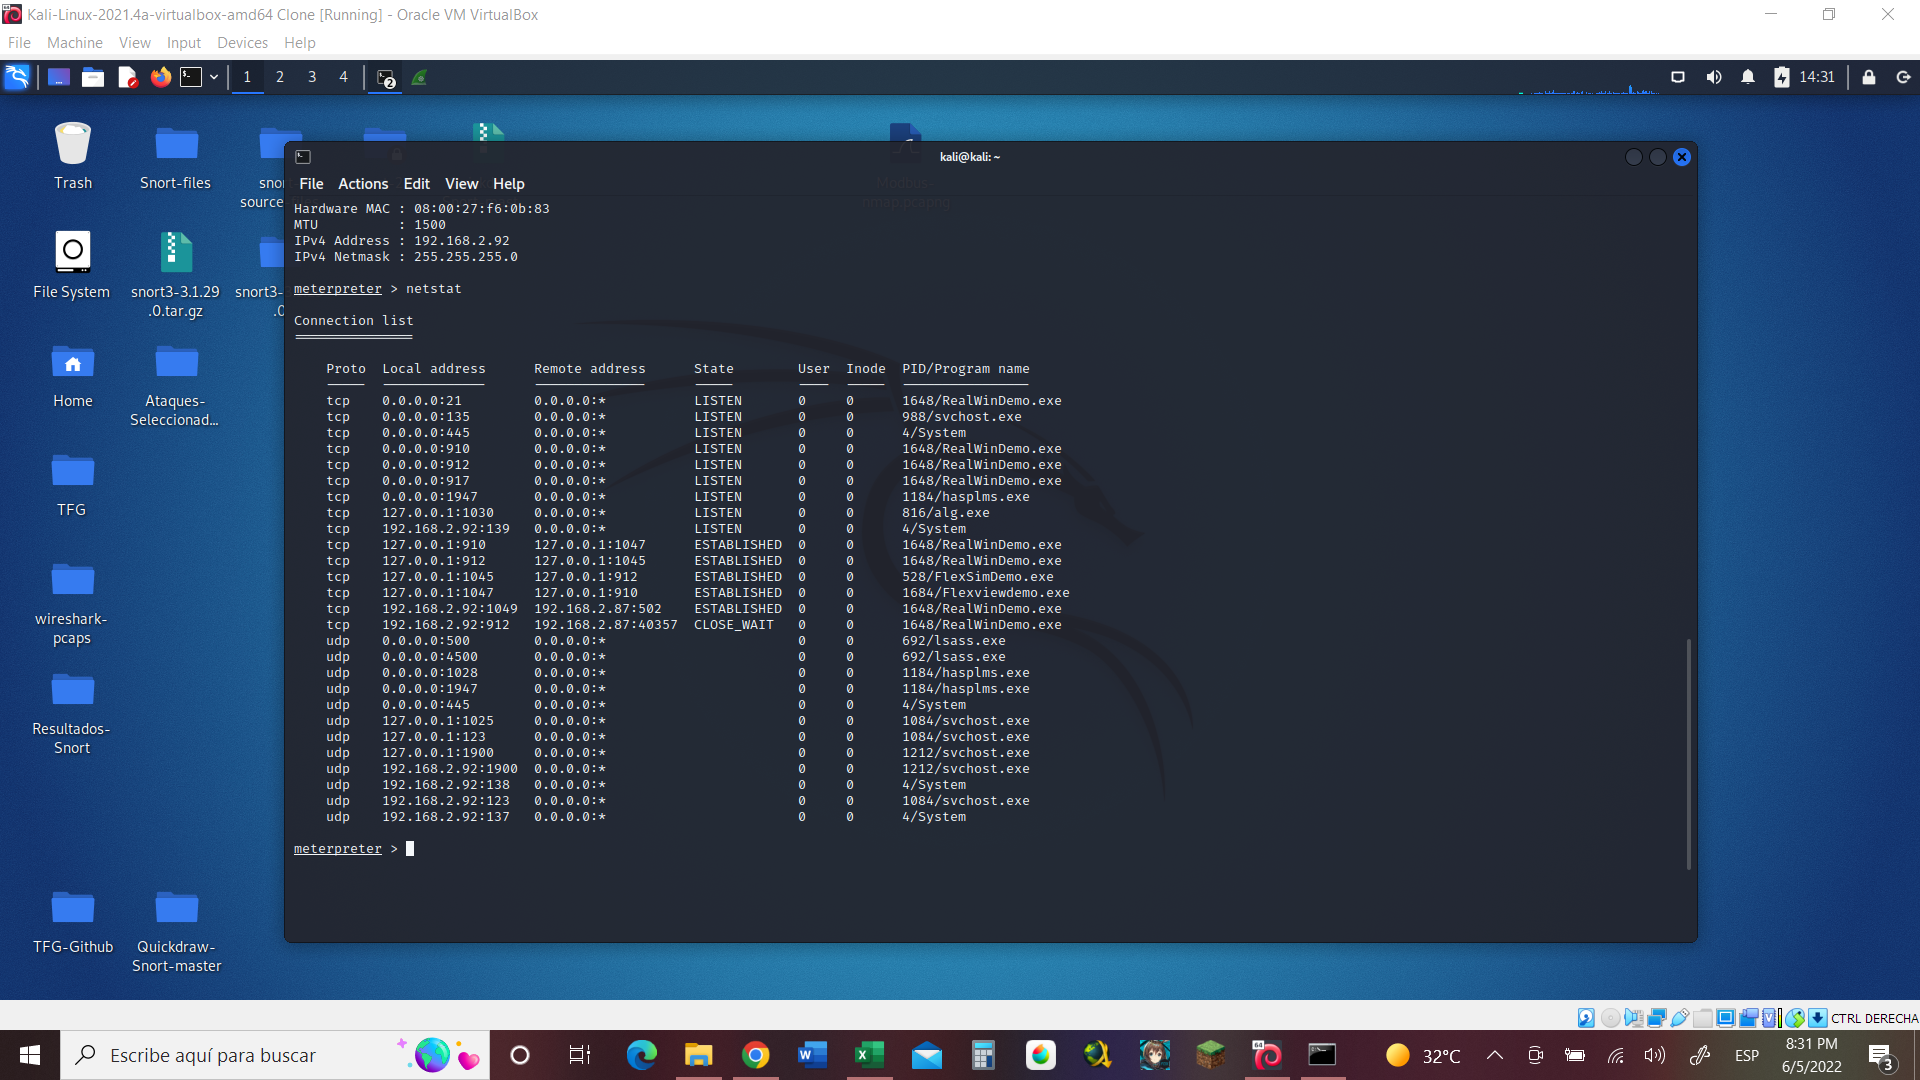 Kali-Linux-2021.4a-virtualbox-amd64 Clone [Running] - Oracle VM VirtualBox
File Machine View Input Devices Help
1 2 3 4 2 14:31
Trash
Snort-files
snor
source
File System
snort3-3.1.29
.0.tar.gz
snort3-
.0
Home
Ataques-
Seleccionad...
TFG
wireshark-
pcaps
Resultados-
Snort
TFG-Github
Quickdraw-
Snort-master
kali@kali: ~
File Actions Edit View Help
Hardware MAC : 08:00:27:f6:0b:83
MTU : 1500
IPv4 Address : 192.168.2.92
IPv4 Netmask : 255.255.255.0
meterpreter > netstat
Connection list
Proto Local address Remote address State User Inode PID/Program name
tcp 0.0.0.0:21 0.0.0.0:* LISTEN 0 0 1648/RealWinDemo.exe
tcp 0.0.0.0:135 0.0.0.0:* LISTEN 0 0 988/svchost.exe
tcp 0.0.0.0:445 0.0.0.0:* LISTEN 0 0 4/System
tcp 0.0.0.0:910 0.0.0.0:* LISTEN 0 0 1648/RealWinDemo.exe
tcp 0.0.0.0:912 0.0.0.0:* LISTEN 0 0 1648/RealWinDemo.exe
tcp 0.0.0.0:917 0.0.0.0:* LISTEN 0 0 1648/RealWinDemo.exe
tcp 0.0.0.0:1947 0.0.0.0:* LISTEN 0 0 1184/hasplms.exe
tcp 127.0.0.1:1030 0.0.0.0:* LISTEN 0 0 816/alg.exe
tcp 192.168.2.92:139 0.0.0.0:* LISTEN 0 0 4/System
tcp 127.0.0.1:910 127.0.0.1:1047 ESTABLISHED 0 0 1648/RealWinDemo.exe
tcp 127.0.0.1:912 127.0.0.1:1045 ESTABLISHED 0 0 1648/RealWinDemo.exe
tcp 127.0.0.1:1045 127.0.0.1:912 ESTABLISHED 0 0 528/FlexSimDemo.exe
tcp 127.0.0.1:1047 127.0.0.1:910 ESTABLISHED 0 0 1684/Flexviewdemo.exe
tcp 192.168.2.92:1049 192.168.2.87:502 ESTABLISHED 0 0 1648/RealWinDemo.exe
tcp 192.168.2.92:912 192.168.2.87:40357 CLOSE_WAIT 0 0 1648/RealWinDemo.exe
udp 0.0.0.0:500 0.0.0.0:* 0 0 692/lsass.exe
udp 0.0.0.0:4500 0.0.0.0:* 0 0 692/lsass.exe
udp 0.0.0.0:1028 0.0.0.0:* 0 0 1184/hasplms.exe
udp 0.0.0.0:1947 0.0.0.0:* 0 0 1184/hasplms.exe
udp 0.0.0.0:445 0.0.0.0:* 0 0 4/System
udp 127.0.0.1:1025 0.0.0.0:* 0 0 1084/svchost.exe
udp 127.0.0.1:123 0.0.0.0:* 0 0 1084/svchost.exe
udp 127.0.0.1:1900 0.0.0.0:* 0 0 1212/svchost.exe
udp 192.168.2.92:1900 0.0.0.0:* 0 0 1212/svchost.exe
udp 192.168.2.92:138 0.0.0.0:* 0 0 4/System
udp 192.168.2.92:123 0.0.0.0:* 0 0 1084/svchost.exe
udp 192.168.2.92:137 0.0.0.0:* 0 0 4/System
meterpreter >
CTRL DERECHA
Escribe aquí para buscar
32°C
ESP
8:31 PM
6/5/2022
3